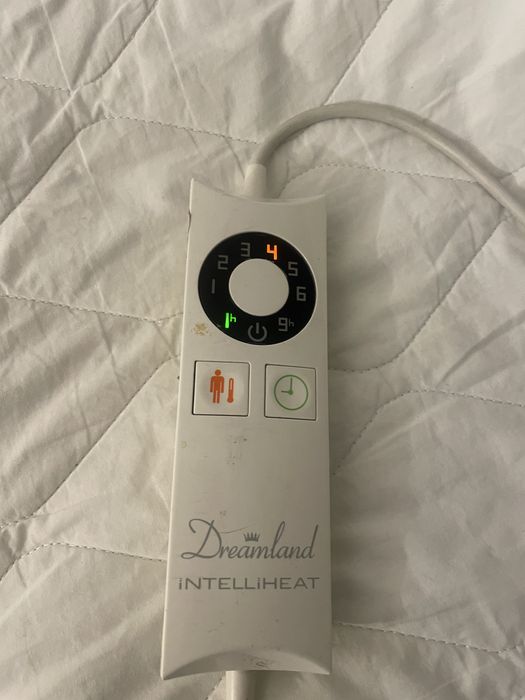 1 2 3 4 5 6
1h 9h
Dreamland
iNTELLiHEAT